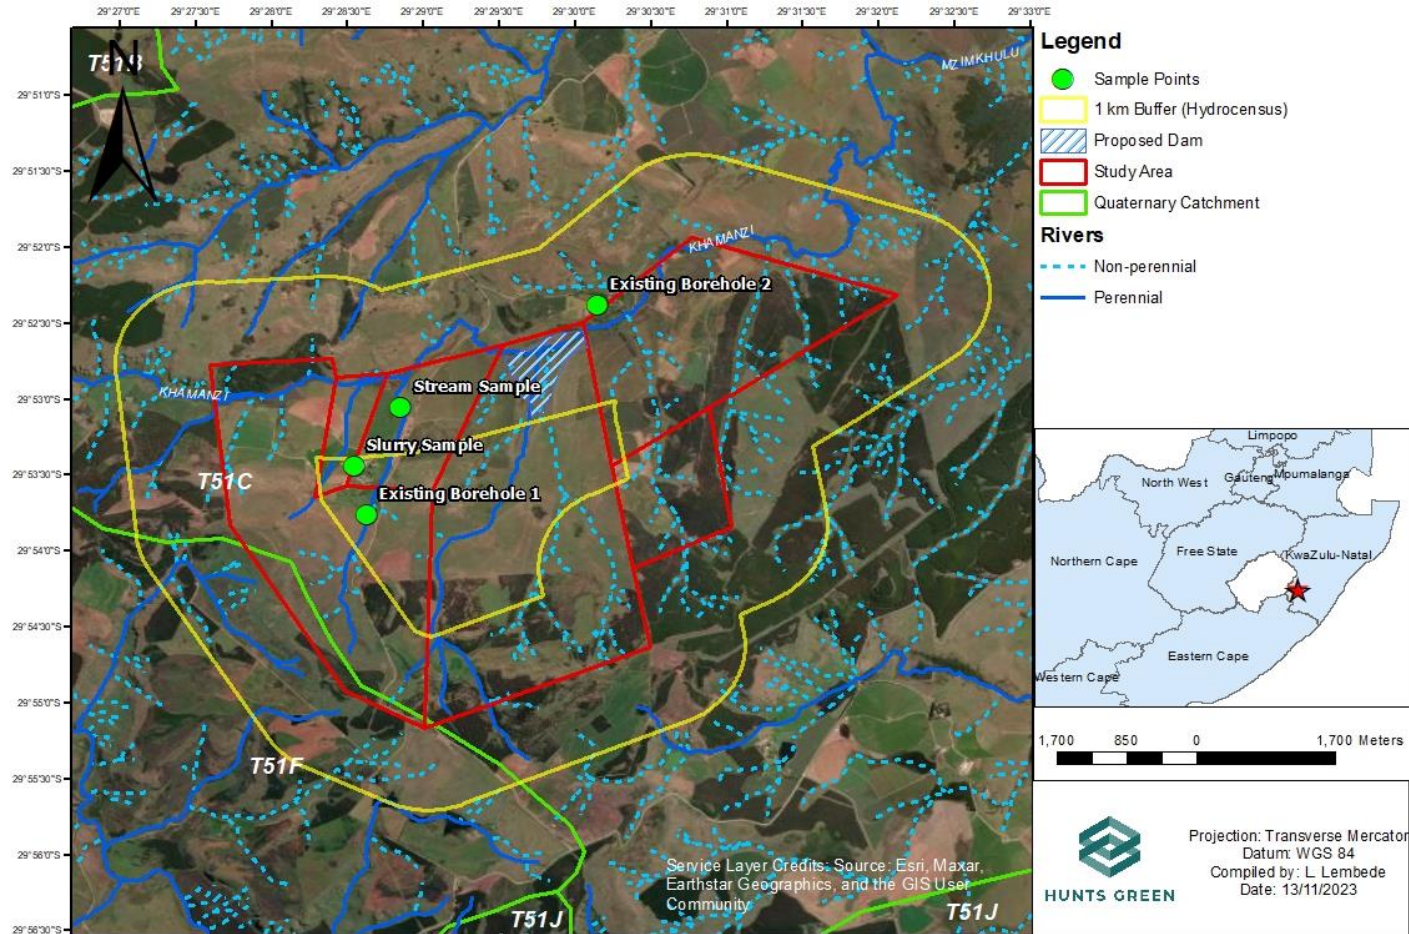 29°27'0"E
29°27'30"E
29°28'0"E
29°28'30"E
29°29'0"E
29°29'30"E
29°30'0"E
29°30'30"E
29°31'0"E
29°31'30"E
29°32'0"E
29°32'30"E
29°33'0"E
29°51'0"S
29°51'30"S
29°52'0"S
29°52'30"S
29°53'0"S
29°53'30"S
29°54'0"S
29°54'30"S
29°55'0"S
29°55'30"S
29°56'0"S
29°56'30"S
T51B
N
MZIMKHULU
KHAMANZI
Existing Borehole 2
Stream Sample
KHAMANZI
Slurry Sample
T51C
Existing Borehole 1
T51F
T51J
T51J
Service Layer Credits: Source: Esri, Maxar,
Earthstar Geographics, and the GIS User
Community
Legend
Sample Points
1 km Buffer (Hydrocensus)
Proposed Dam
Study Area
Quaternary Catchment
Rivers
Non-perennial
Perennial
Limpopo
North West
Gauteng
Mpumalanga
Northern Cape
Free State
KwaZulu-Natal
Eastern Cape
Western Cape
1,700 850 0 1,700 Meters
HUNTS GREEN
Projection: Transverse Mercator
Datum: WGS 84
Compiled by: L. Lembede
Date: 13/11/2023